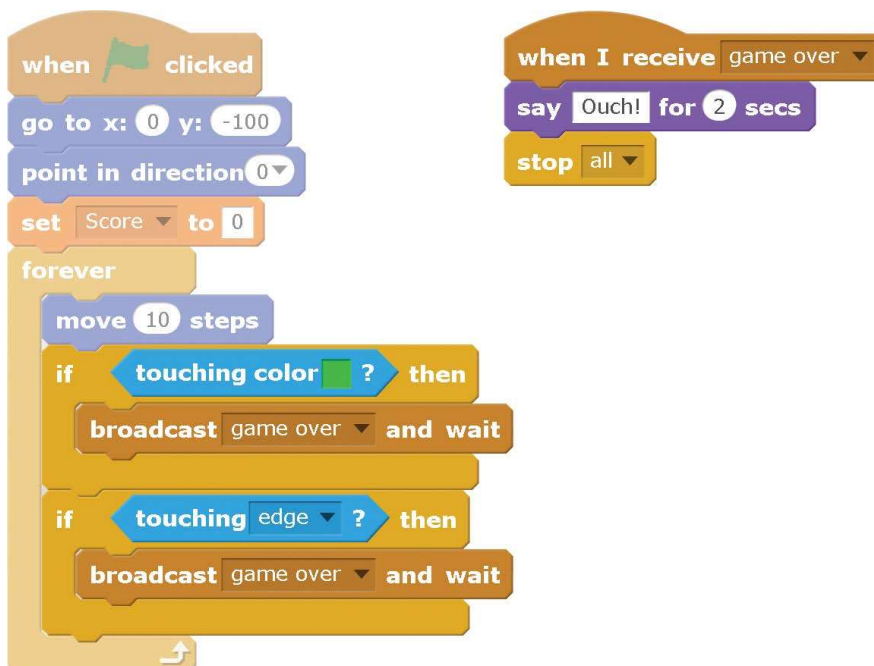 when clicked
go to x: 0 y: -100
point in direction 0
set Score to 0
forever
move 10 steps
if touching color ? then
broadcast game over and wait
if touching edge ? then
broadcast game over and wait
when I receive game over
say Ouch! for 2 secs
stop all